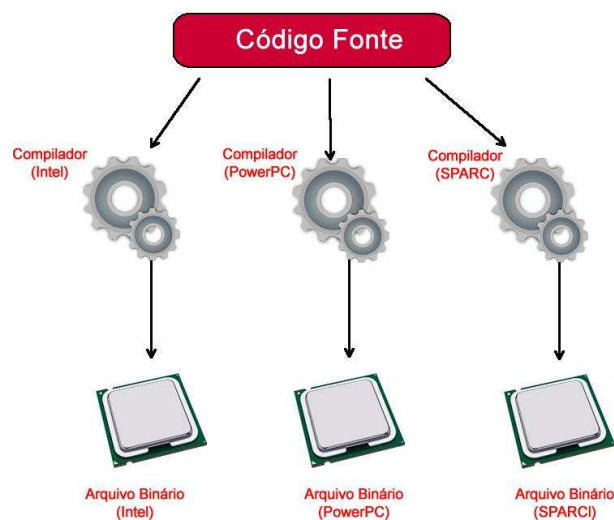 Código Fonte
Compilador
(Intel)
Compilador
(PowerPC)
Compilador
(SPARC)
Arquivo Binário
(Intel)
Arquivo Binário
(PowerPC)
Arquivo Binário
(SPARCI)